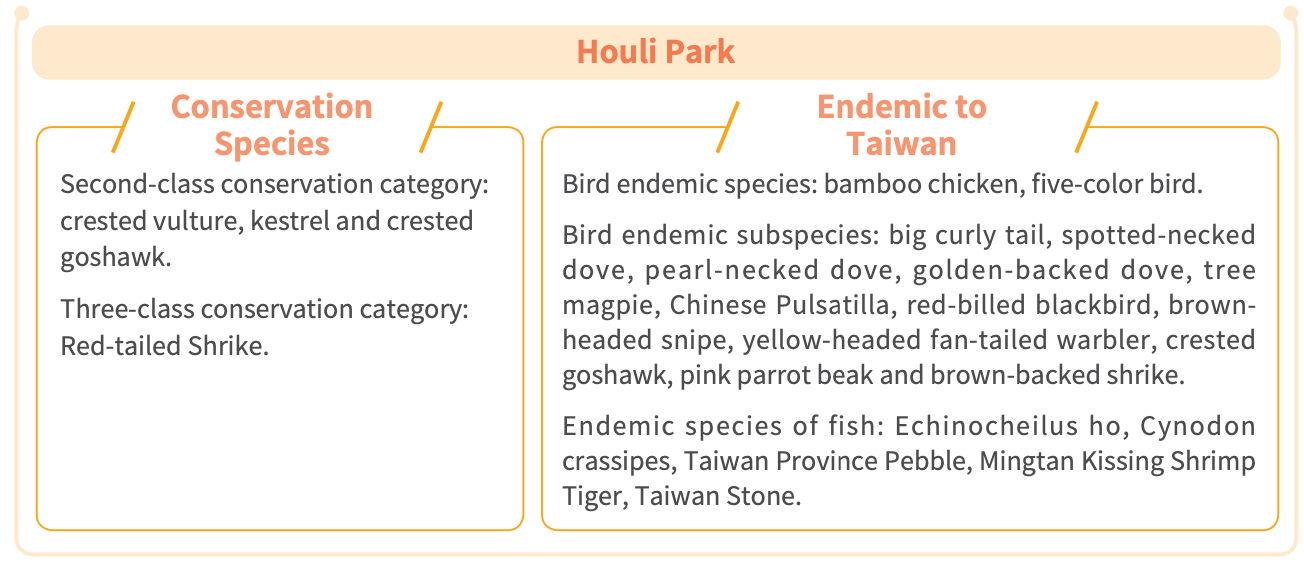 Houli Park
Conservation
Species
Second-class conservation category:
crested vulture, kestrel and crested
goshawk.
Three-class conservation category:
Red-tailed Shrike.
Endemic to
Taiwan
Bird endemic species: bamboo chicken, five-color bird.
Bird endemic subspecies: big curly tail, spotted-necked
dove, pearl-necked dove, golden-backed dove, tree
magpie, Chinese Pulsatilla, red-billed blackbird, brown-
headed snipe, yellow-headed fan-tailed warbler, crested
goshawk, pink parrot beak and brown-backed shrike.
Endemic species of fish: Echinocheilus ho, Cynodon
crassipes, Taiwan Province Pebble, Mingtan Kissing Shrimp
Tiger, Taiwan Stone.